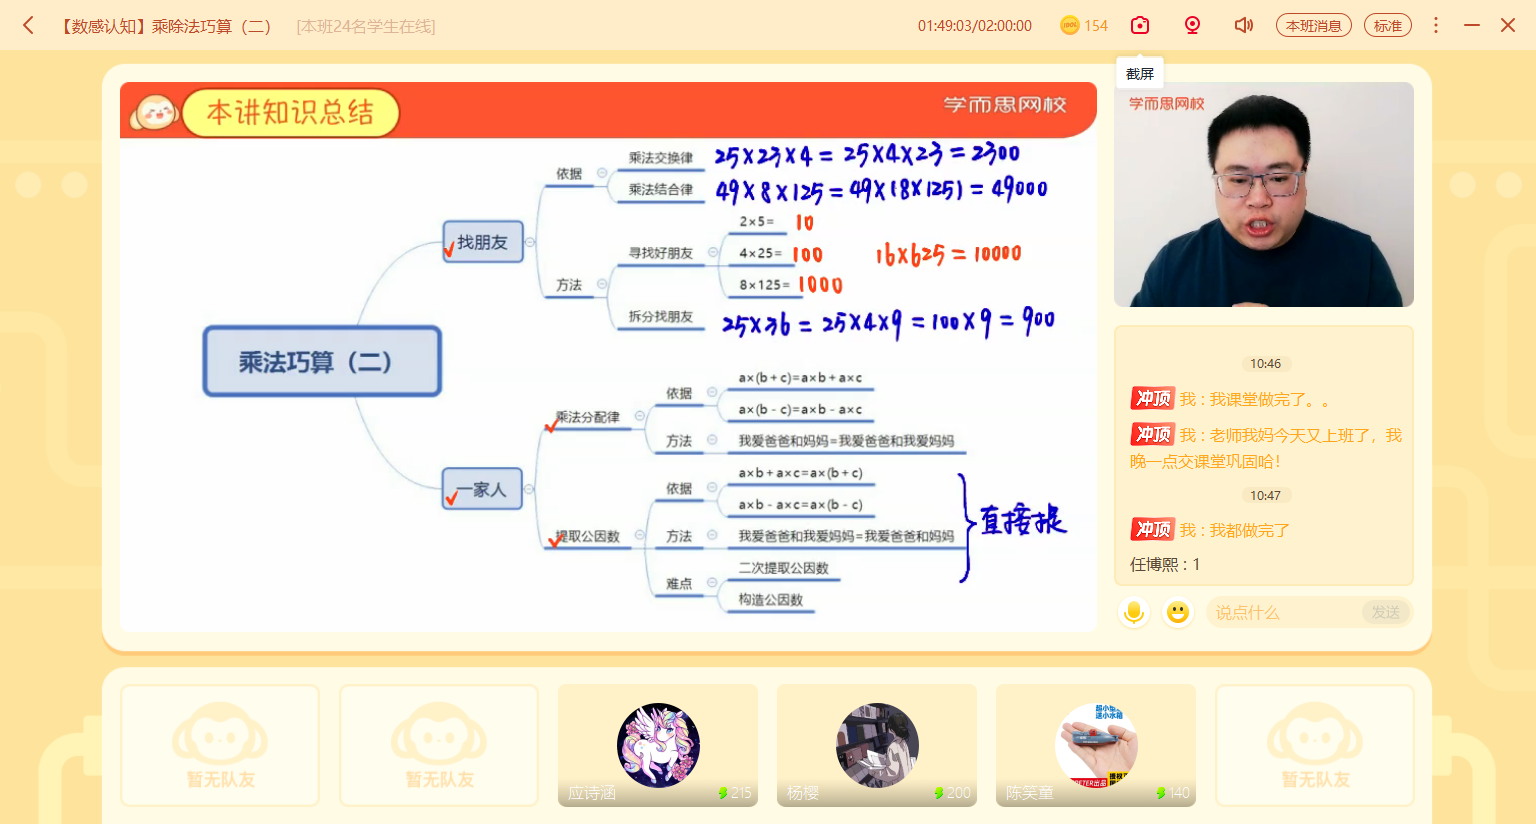 【数感认知】乘除法巧算（二） [本班24名学生在线] 01:49:03/02:00:00 154 本班消息 标准
截屏
本讲知识总结
学而思网校
学而思网校
乘法巧算（二）
找朋友
依据
乘法交换律 25×23×4=25×4×23=2300
乘法结合律 49×8×125=49×(8×125)=49000
方法
寻找好朋友
2×5= 10
4×25= 100 16×625=10000
8×125= 1000
拆分找朋友 25×36=25×4×9=100×9=900
一家人
乘法分配律
依据
a×(b+c)=a×b+a×c
a×(b-c)=a×b-a×c
方法
我爱爸爸和妈妈=我爱爸爸和我爱妈妈
提取公因数
依据
a×b+a×c=a×(b+c)
a×b-a×c=a×(b-c)
方法
我爱爸爸和我爱妈妈=我爱爸爸和妈妈
难点
二次提取公因数
构造公因数
直接提
10:46
冲顶 我：我课堂做完了。。
冲顶 我：老师我妈今天又上班了，我
晚一点交课堂巩固哈！
10:47
冲顶 我：我都做完了
任博熙：1
说点什么 发送
暂无队友
暂无队友
应诗涵 215
杨樱 200
陈笑童 140
暂无队友